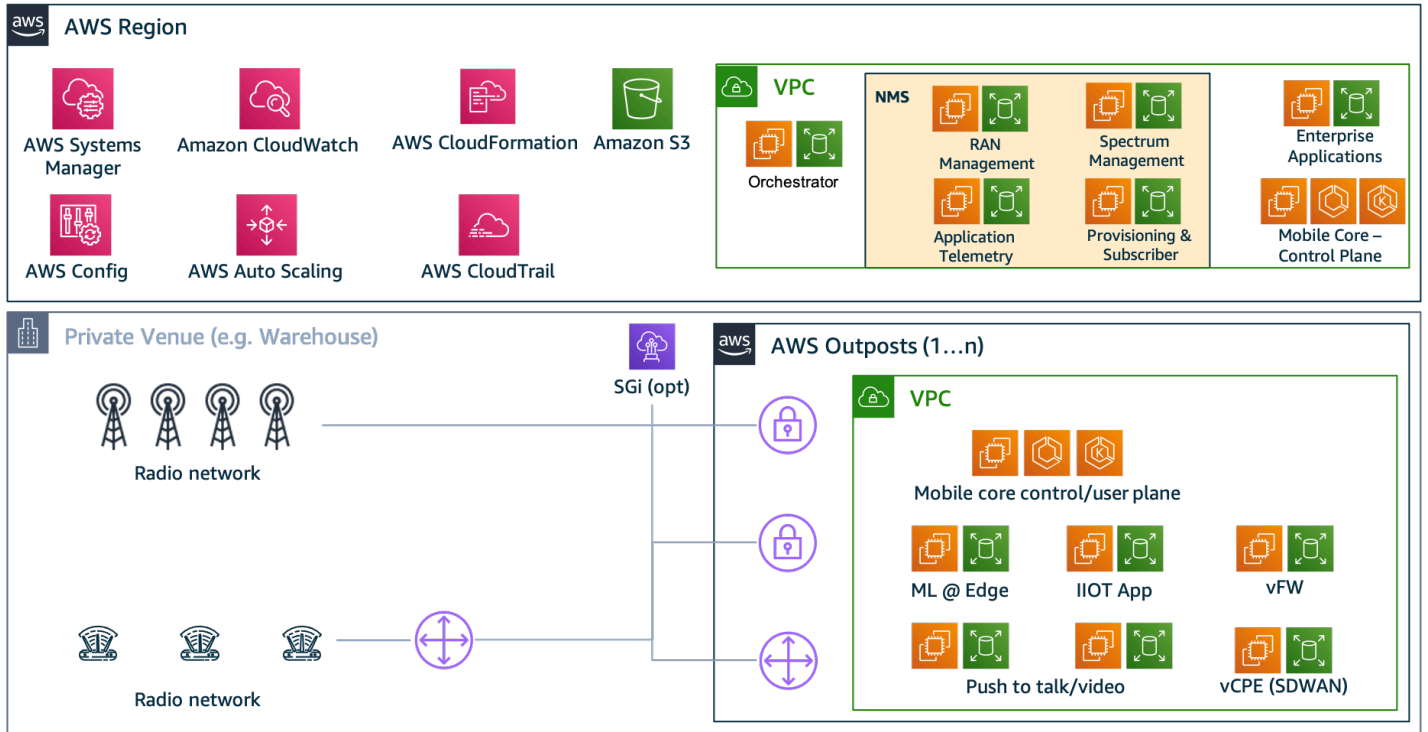 aws
AWS Region
AWS Systems
Manager
Amazon CloudWatch
AWS CloudFormation
Amazon S3
AWS Config
AWS Auto Scaling
AWS CloudTrail
VPC
Orchestrator
NMS
RAN
Management
Spectrum
Management
Application
Telemetry
Provisioning &
Subscriber
Enterprise
Applications
K
Mobile Core –
Control Plane
Private Venue (e.g. Warehouse)
Radio network
Radio network
SGi (opt)
aws
AWS Outposts (1...n)
VPC
K
Mobile core control/user plane
ML @ Edge
IIOT App
vFW
Push to talk/video
vCPE (SDWAN)